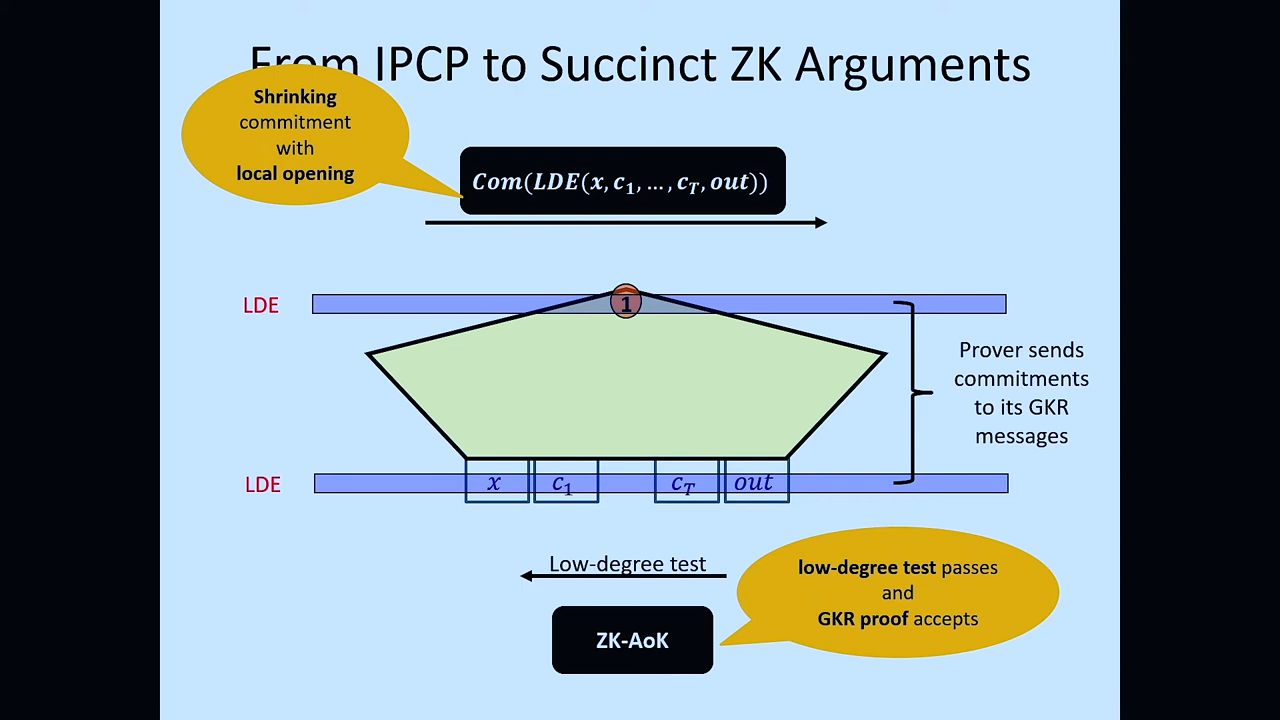 From IPCP to Succinct ZK Arguments
Shrinking
commitment
with
local opening
Com(LDE(x, c₁, …, c_T, out))
LDE
1
Prover sends
commitments
to its GKR
messages
LDE
x
c₁
c_T
out
Low-degree test
low-degree test passes
and
GKR proof accepts
ZK-AoK